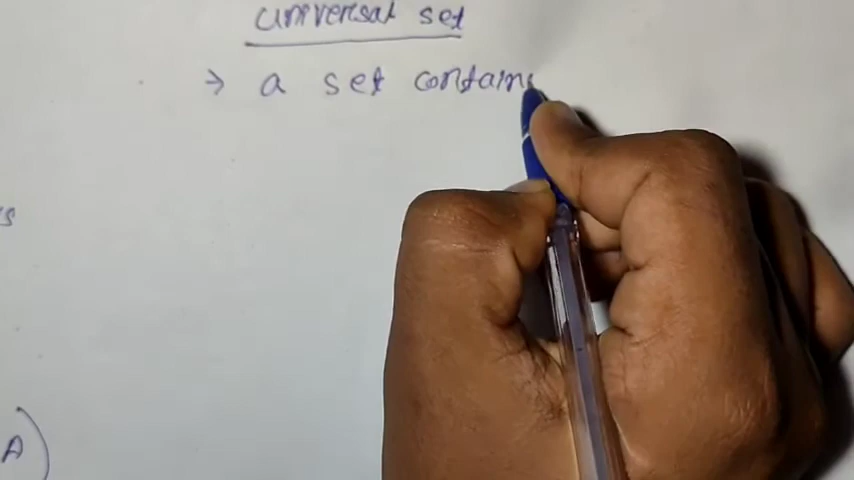 universal set
→ a set contains
s
A)